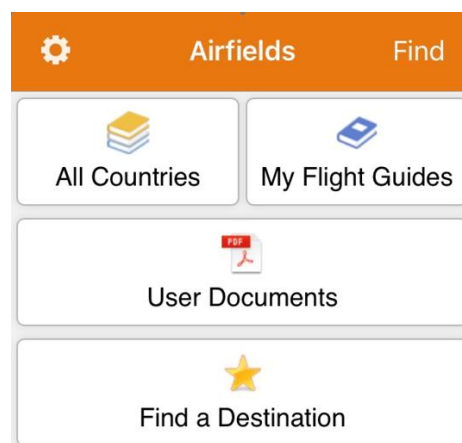 Airfields Find
All Countries My Flight Guides
PDF
User Documents
Find a Destination